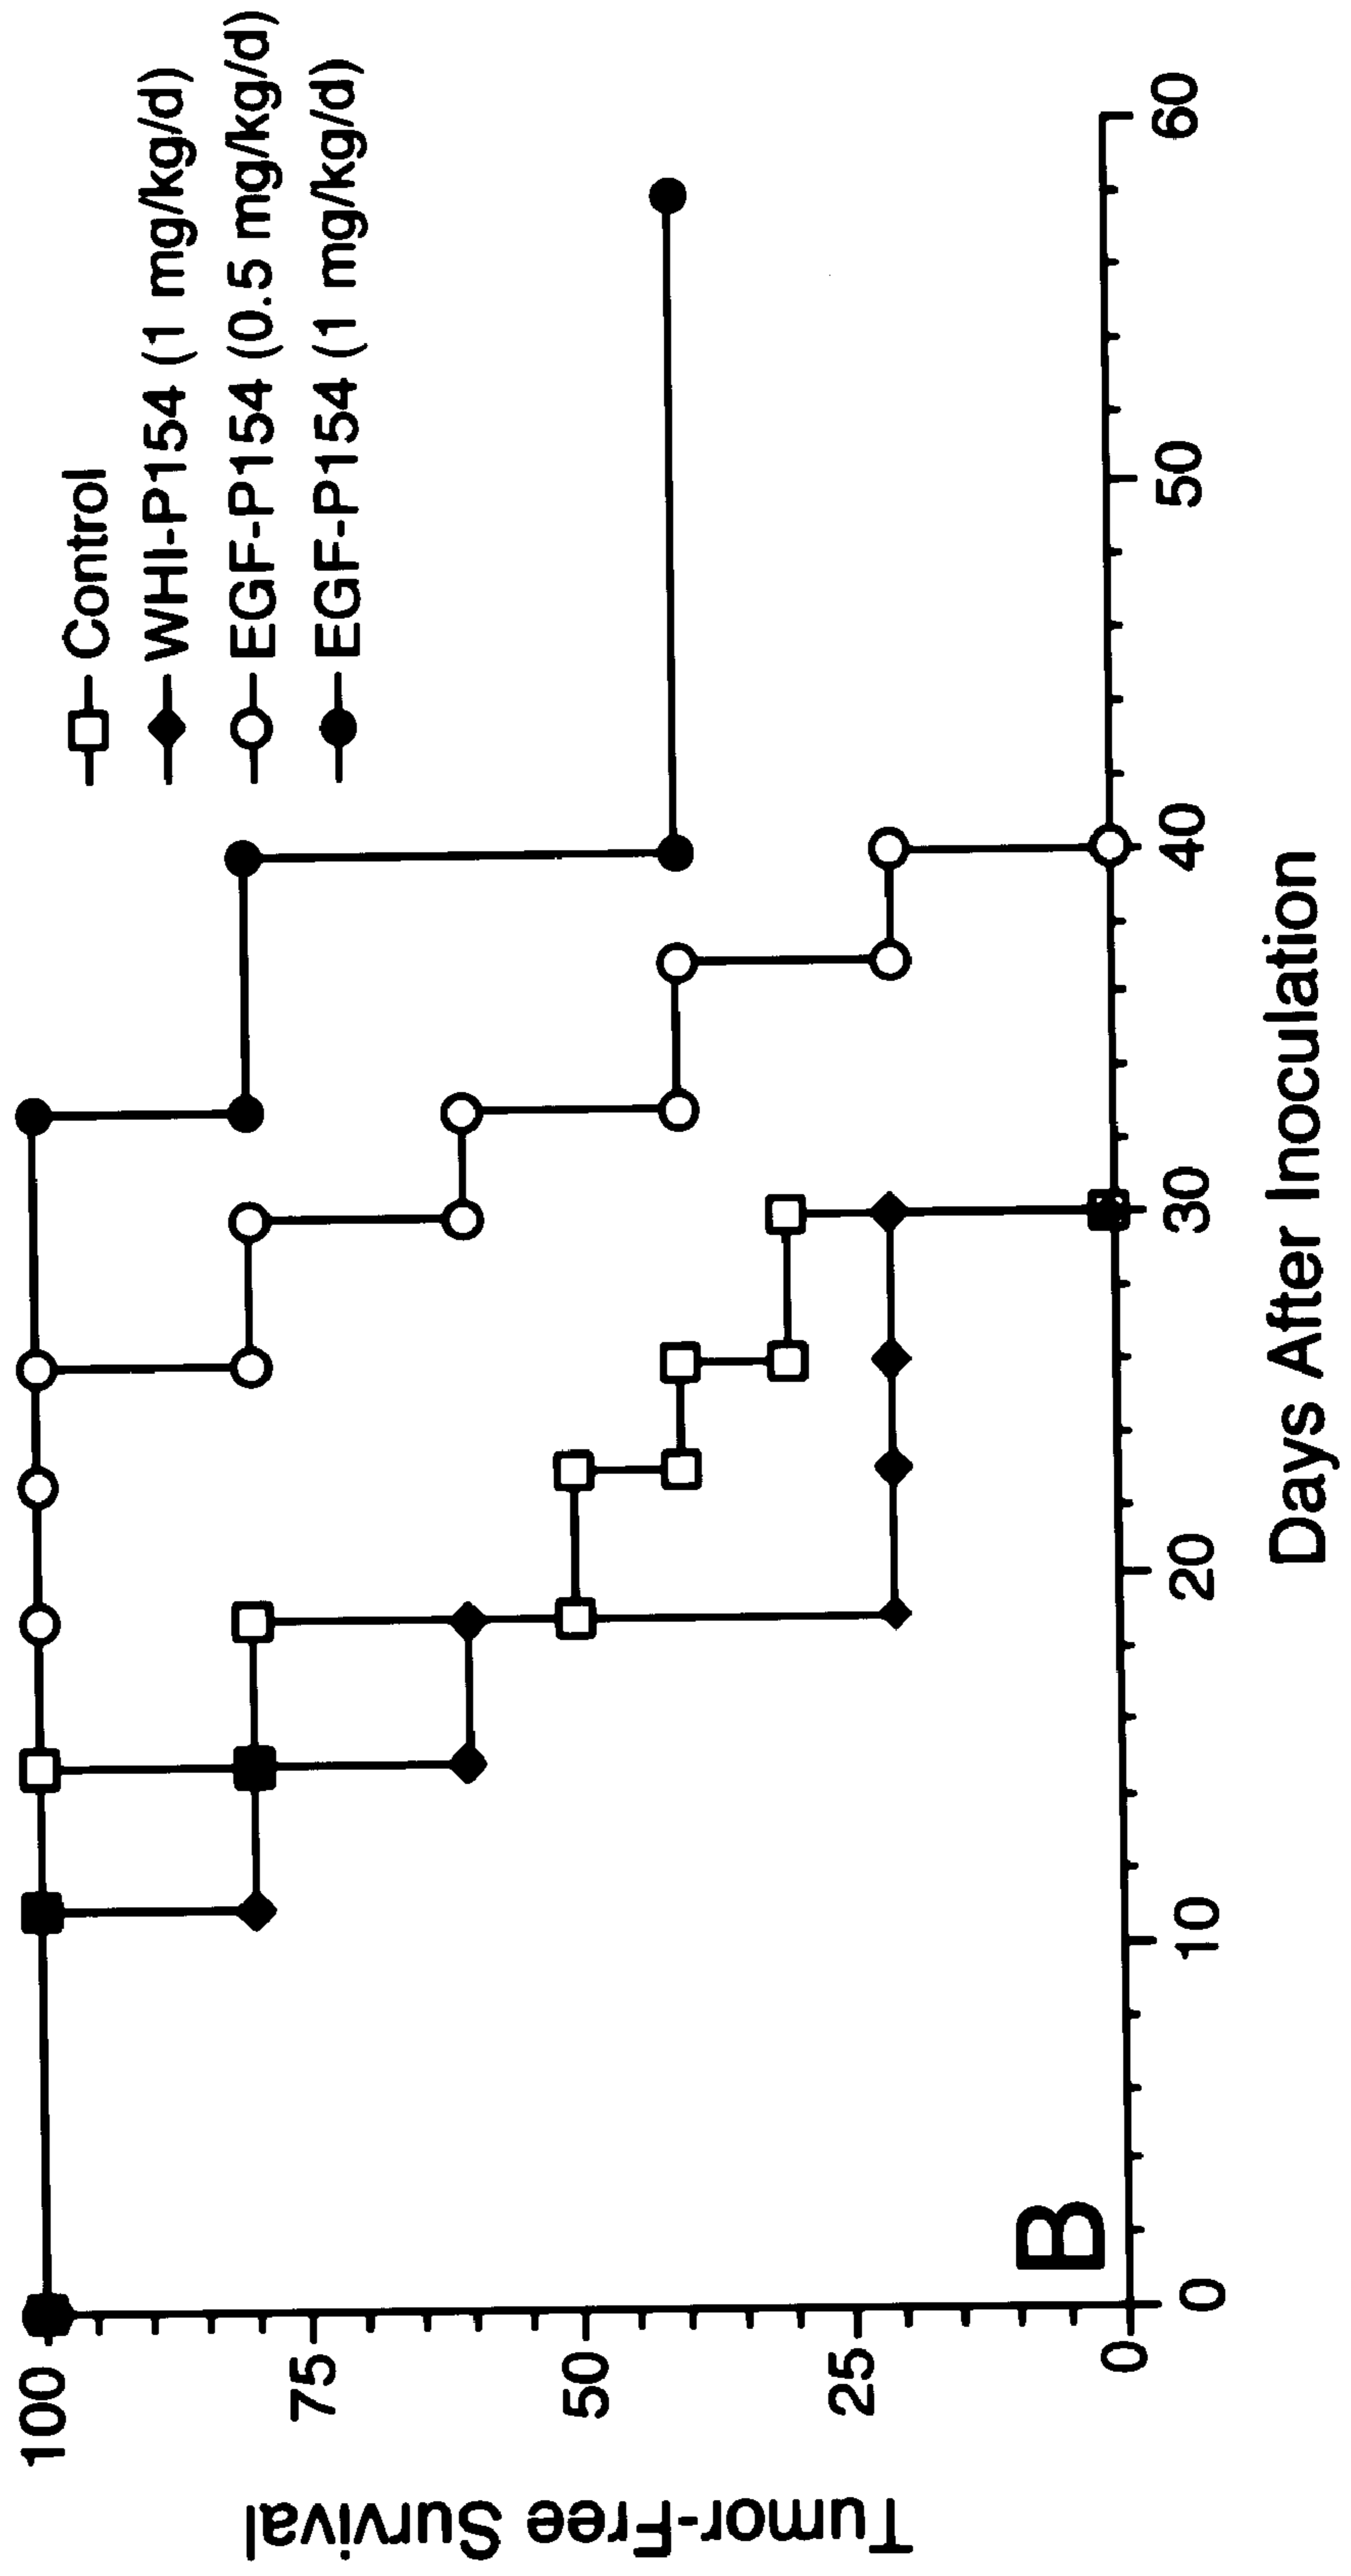 Control
WHI-P154 (1 mg/kg/d)
EGF-P154 (0.5 mg/kg/d)
EGF-P154 (1 mg/kg/d)
Tumor-Free Survival
100
75
50
25
0
B
0 10 20 30 40 50 60
Days After Inoculation